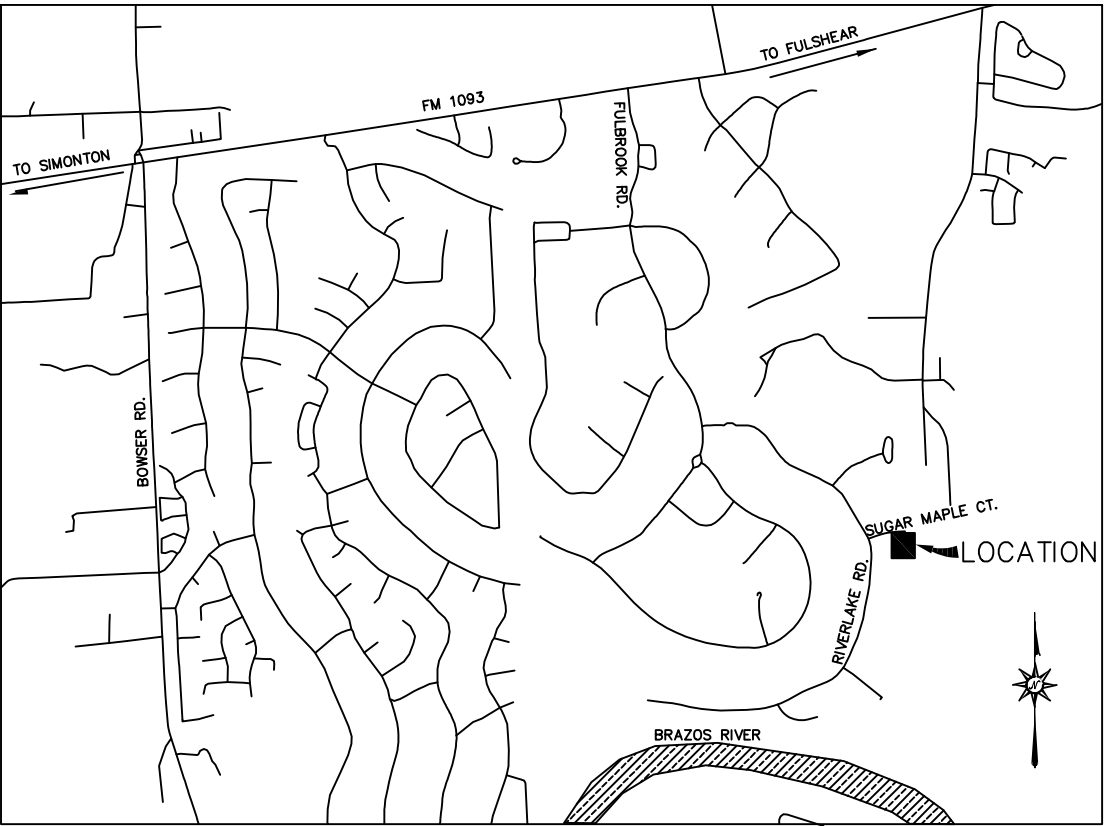 TO FULSHEAR
FM 1093
FULBROOK RD.
TO SIMONTON
BOWSER RD.
SUGAR MAPLE CT.
LOCATION
RIVERLAKE RD.
N
BRAZOS RIVER